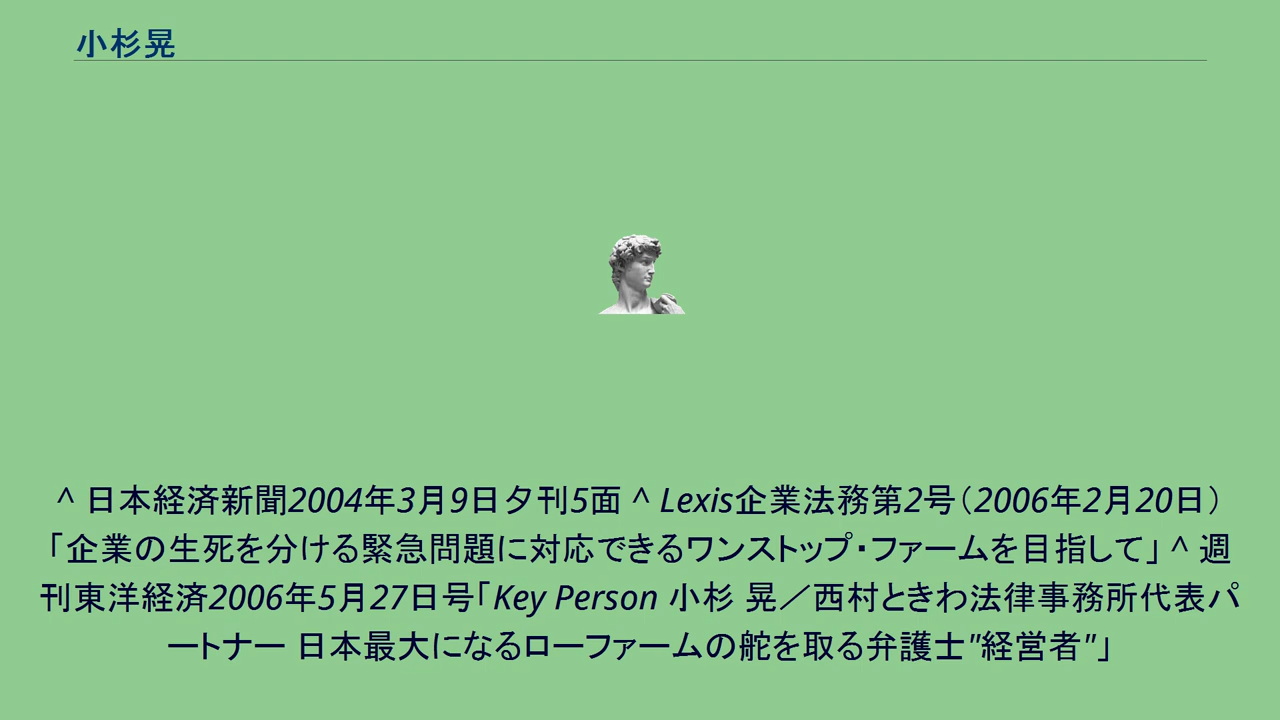 小杉晃
^ 日本経済新聞2004年3月9日夕刊5面 ^ Lexis企業法務第2号（2006年2月20日）
「企業の生死を分ける緊急問題に対応できるワンストップ・ファームを目指して」 ^ 週
刊東洋経済2006年5月27日号「Key Person 小杉 晃／西村ときわ法律事務所代表パ
ートナー 日本最大になるローファームの舵を取る弁護士"経営者"」